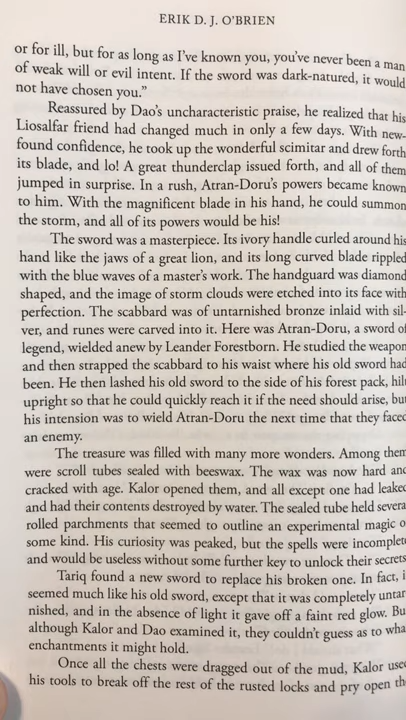 ERIK D. J. O'BRIEN
or for ill, but for as long as I've known you, you've never been a man
of weak will or evil intent. If the sword was dark-natured, it would
not have chosen you."
Reassured by Dao's uncharacteristic praise, he realized that his
Liosalfar friend had changed much in only a few days. With new-
found confidence, he took up the wonderful scimitar and drew forth
its blade, and lo! A great thunderclap issued forth, and all of them
jumped in surprise. In a rush, Atran-Doru's powers became known
to him. With the magnificent blade in his hand, he could summon
the storm, and all of its powers would be his!
The sword was a masterpiece. Its ivory handle curled around his
hand like the jaws of a great lion, and its long curved blade rippled
with the blue waves of a master's work. The handguard was diamond
shaped, and the image of storm clouds were etched into its face with
perfection. The scabbard was of untarnished bronze inlaid with sil-
ver, and runes were carved into it. Here was Atran-Doru, a sword of
legend, wielded anew by Leander Forestborn. He studied the weapon
and then strapped the scabbard to his waist where his old sword had
been. He then lashed his old sword to the side of his forest pack, hilt
upright so that he could quickly reach it if the need should arise, but
his intension was to wield Atran-Doru the next time that they faced
an enemy.
The treasure was filled with many more wonders. Among them
were scroll tubes sealed with beeswax. The wax was now hard and
cracked with age. Kalor opened them, and all except one had leaked
and had their contents destroyed by water. The sealed tube held severa
rolled parchments that seemed to outline an experimental magic o
some kind. His curiosity was peaked, but the spells were incomplete
and would be useless without some further key to unlock their secrets
Tariq found a new sword to replace his broken one. In fact, i
seemed much like his old sword, except that it was completely untar
nished, and in the absence of light it gave off a faint red glow. Bu
although Kalor and Dao examined it, they couldn't guess as to wha
enchantments it might hold.
Once all the chests were dragged out of the mud, Kalor used
his tools to break off the rest of the rusted locks and pry open th